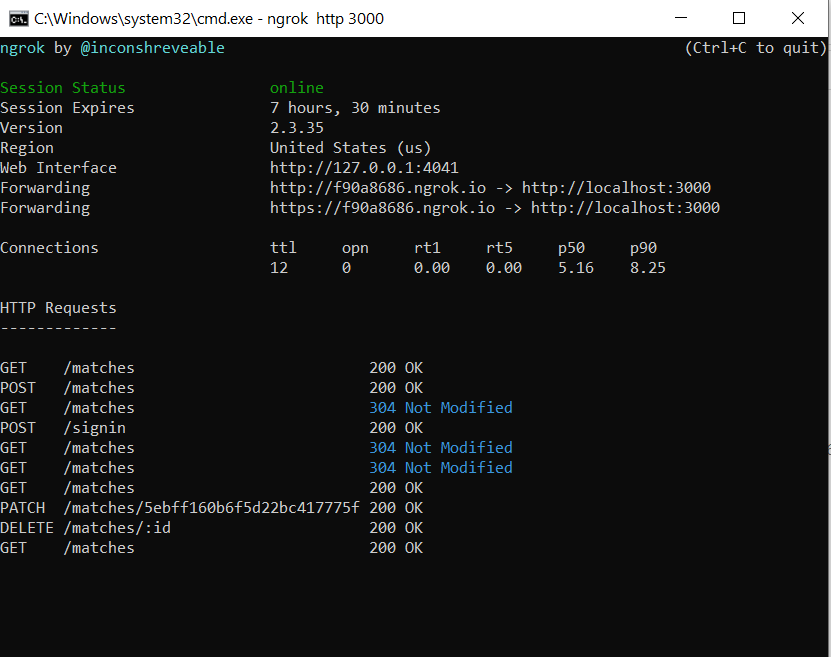 C:\Windows\system32\cmd.exe - ngrok  http 3000
ngrok by @inconshreveable (Ctrl+C to quit)
Session Status online
Session Expires 7 hours, 30 minutes
Version 2.3.35
Region United States (us)
Web Interface http://127.0.0.1:4041
Forwarding http://f90a8686.ngrok.io -> http://localhost:3000
Forwarding https://f90a8686.ngrok.io -> http://localhost:3000
Connections ttl opn rt1 rt5 p50 p90
12 0 0.00 0.00 5.16 8.25
HTTP Requests
-------------
GET /matches 200 OK
POST /matches 200 OK
GET /matches 304 Not Modified
POST /signin 200 OK
GET /matches 304 Not Modified
GET /matches 304 Not Modified
GET /matches 200 OK
PATCH /matches/5ebff160b6f5d22bc417775f 200 OK
DELETE /matches/:id 200 OK
GET /matches 200 OK